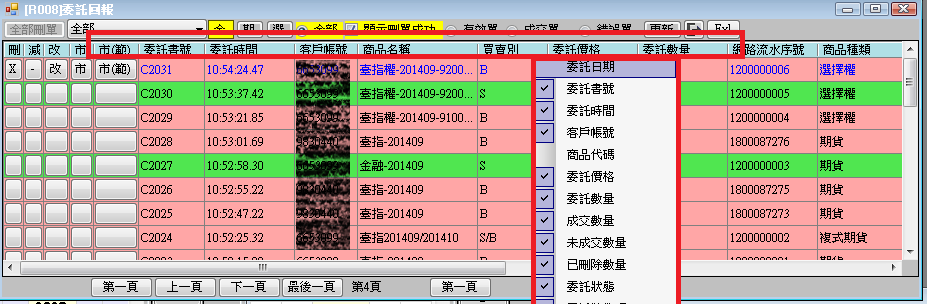 [R008]委託回報
全部刪單 全部 全 期 選 全部 顯示刪單成功 有效單 成交單 錯誤單 更新 Exl
刪 減 改 市 市(範) 委託書號 委託時間 客戶帳號 商品名稱 買賣別 委託價格 委託數量 網路流水序號 商品種類
X - 改 市 市(範) C2031 10:54:24.47 臺指權-201409-9200... B 1200000006 選擇權
C2030 10:53:37.42 臺指權-201409-9200... S 1200000005 選擇權
C2029 10:53:21.85 臺指權-201409-9100... B 1200000004 選擇權
C2028 10:53:01.69 臺指-201409 B 1800087276 期貨
C2027 10:52:58.30 金融-201409 S 1200000003 期貨
C2026 10:52:55.22 臺指-201409 B 1800087275 期貨
C2025 10:52:47.22 臺指-201409 B 1800087273 期貨
C2024 10:52:25.32 臺指201409/201410 S/B 1200000002 複式期貨
委託日期
委託書號
委託時間
客戶帳號
商品代碼
委託價格
委託數量
成交數量
未成交數量
已刪除數量
委託狀態
第一頁 上一頁 下一頁 最後一頁 第4頁 第一頁